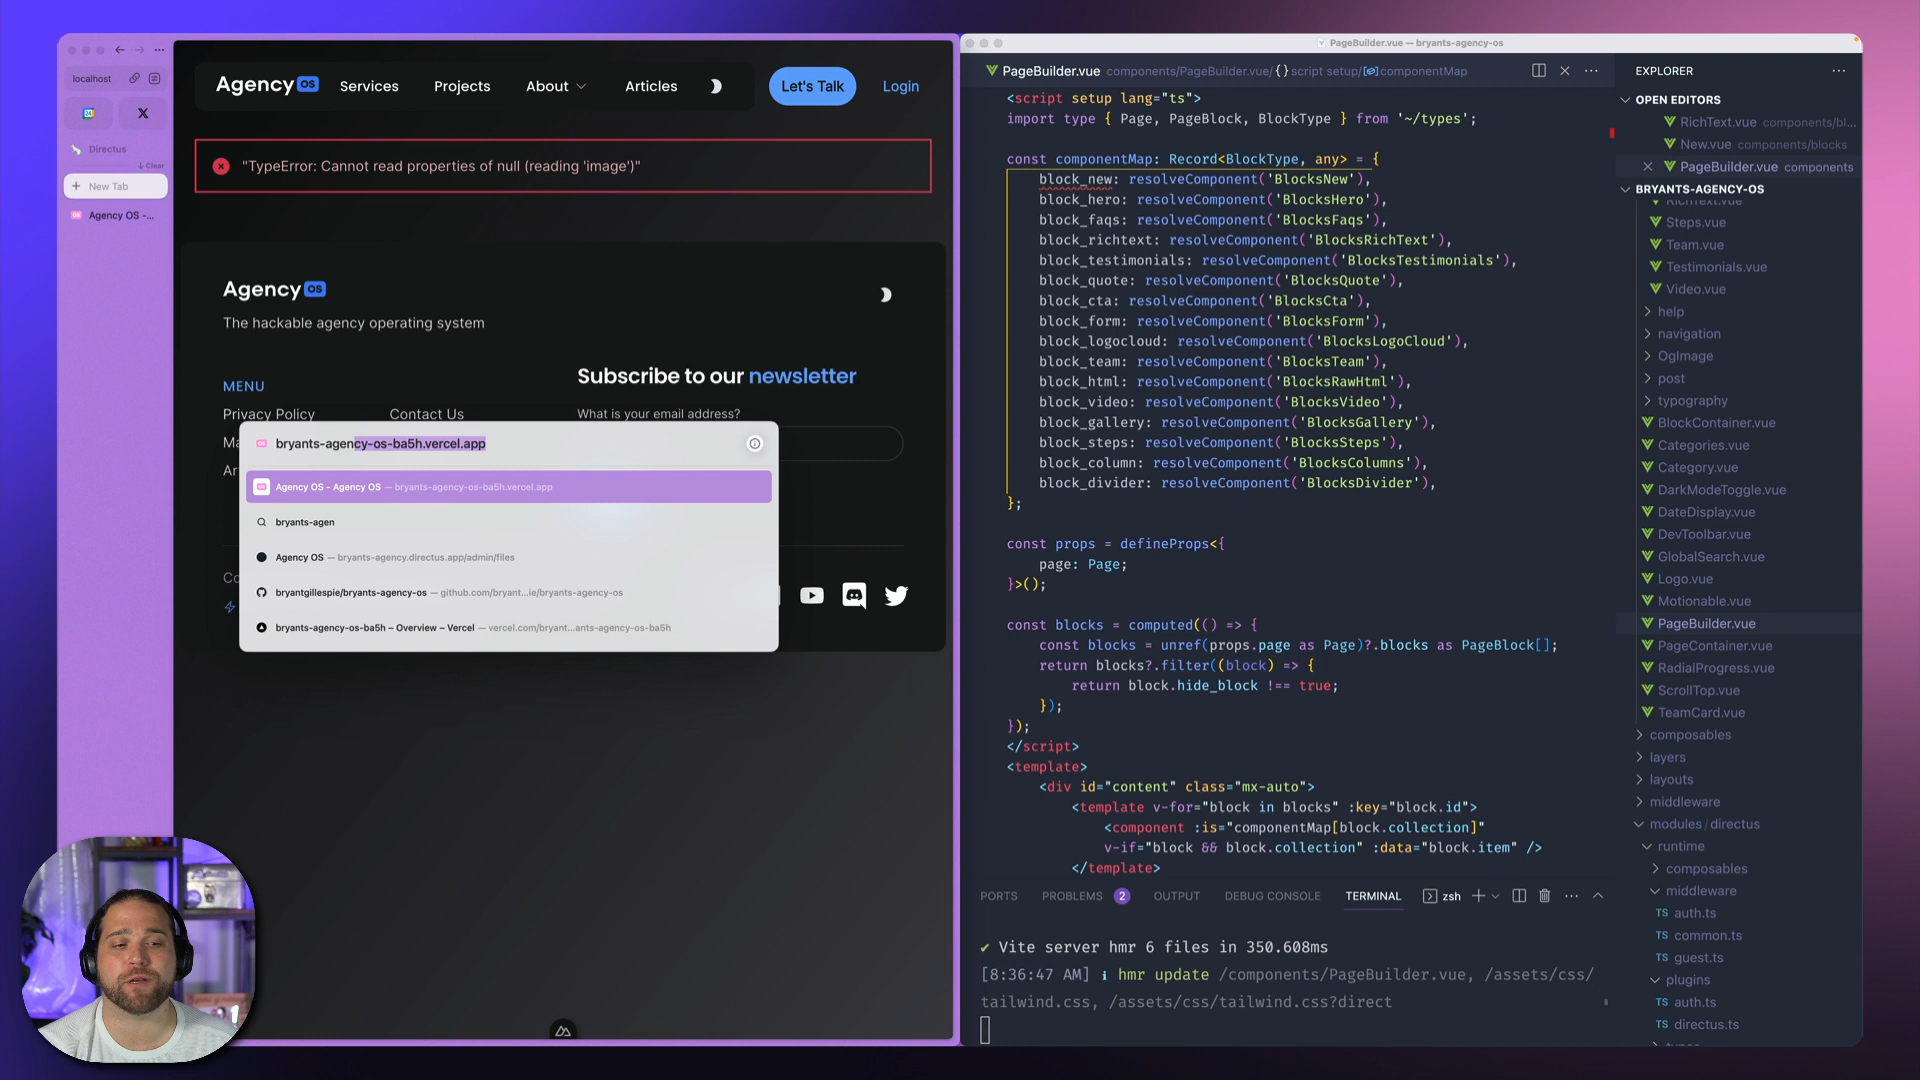 localhost
Directus
Clear
New Tab
Agency OS -...
Agency OS
Services
Projects
About
Articles
Let's Talk
Login
"TypeError: Cannot read properties of null (reading 'image')"
Agency OS
The hackable agency operating system
MENU
Privacy Policy
Contact Us
Subscribe to our newsletter
What is your email address?
bryants-agency-os-ba5h.vercel.app
Agency OS - Agency OS — bryants-agency-os-ba5h.vercel.app
bryants-agen
Agency OS — bryants-agency.directus.app/admin/files
bryantgillespie/bryants-agency-os — github.com/bryant...ie/bryants-agency-os
bryants-agency-os-ba5h – Overview – Vercel — vercel.com/bryant...ants-agency-os-ba5h
PageBuilder.vue — bryants-agency-os
PageBuilder.vue components/PageBuilder.vue/{} script setup/componentMap
<script setup lang="ts">
import type { Page, PageBlock, BlockType } from '~/types';
const componentMap: Record<BlockType, any> = {
block_new: resolveComponent('BlocksNew'),
block_hero: resolveComponent('BlocksHero'),
block_faqs: resolveComponent('BlocksFaqs'),
block_richtext: resolveComponent('BlocksRichText'),
block_testimonials: resolveComponent('BlocksTestimonials'),
block_quote: resolveComponent('BlocksQuote'),
block_cta: resolveComponent('BlocksCta'),
block_form: resolveComponent('BlocksForm'),
block_logocloud: resolveComponent('BlocksLogoCloud'),
block_team: resolveComponent('BlocksTeam'),
block_html: resolveComponent('BlocksRawHtml'),
block_video: resolveComponent('BlocksVideo'),
block_gallery: resolveComponent('BlocksGallery'),
block_steps: resolveComponent('BlocksSteps'),
block_column: resolveComponent('BlocksColumns'),
block_divider: resolveComponent('BlocksDivider'),
};
const props = defineProps<{
page: Page;
}>();
const blocks = computed(() => {
const blocks = unref(props.page as Page)?.blocks as PageBlock[];
return blocks?.filter((block) => {
return block.hide_block !== true;
});
});
</script>
<template>
<div id="content" class="mx-auto">
<template v-for="block in blocks" :key="block.id">
<component :is="componentMap[block.collection]"
v-if="block && block.collection" :data="block.item" />
</template>
PORTS
PROBLEMS 2
OUTPUT
DEBUG CONSOLE
TERMINAL
zsh
✔ Vite server hmr 6 files in 350.608ms
[8:36:47 AM] ℹ hmr update /components/PageBuilder.vue, /assets/css/
tailwind.css, /assets/css/tailwind.css?direct
EXPLORER
OPEN EDITORS
RichText.vue components/bl...
New.vue components/blocks
PageBuilder.vue components
BRYANTS-AGENCY-OS
RichText.vue
Steps.vue
Team.vue
Testimonials.vue
Video.vue
help
navigation
OgImage
post
typography
BlockContainer.vue
Categories.vue
Category.vue
DarkModeToggle.vue
DateDisplay.vue
DevToolbar.vue
GlobalSearch.vue
Logo.vue
Motionable.vue
PageBuilder.vue
PageContainer.vue
RadialProgress.vue
ScrollTop.vue
TeamCard.vue
composables
layers
layouts
middleware
modules / directus
runtime
composables
middleware
TS auth.ts
TS common.ts
TS guest.ts
plugins
TS auth.ts
TS directus.ts